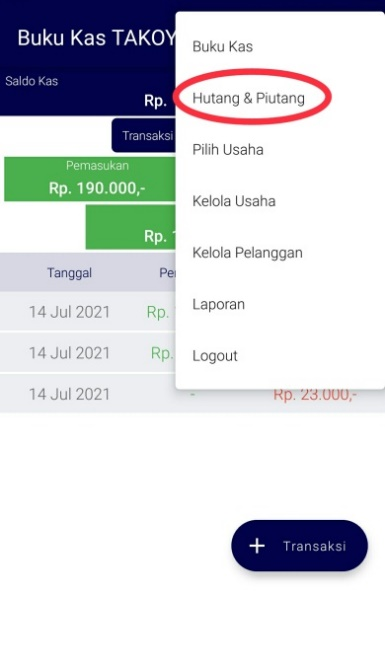 Buku Kas TAKOY
Saldo Kas
Rp.
Transaksi
Pemasukan
Rp. 190.000,-
Rp.
Tanggal
14 Jul 2021 Rp.
14 Jul 2021 Rp.
14 Jul 2021 - Rp. 23.000,-
Buku Kas
Hutang & Piutang
Pilih Usaha
Kelola Usaha
Kelola Pelanggan
Laporan
Logout
+ Transaksi